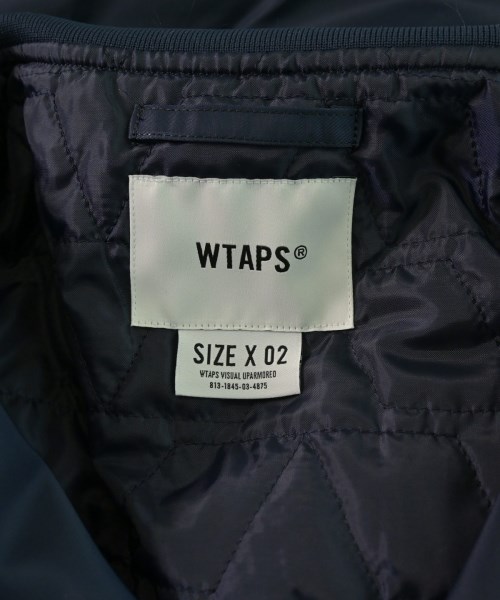 WTAPS®
SIZE X 02
WTAPS VISUAL UPARMORED
813-1845-03-4875